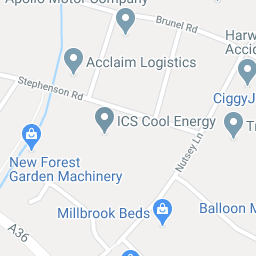 Apollo Motor Company
Brunel Rd
Harw
Accid
Acclaim Logistics
Stephenson Rd
CiggyJ
ICS Cool Energy
T
Nutsey Ln
New Forest
Garden Machinery
Millbrook Beds
Balloon M
A36